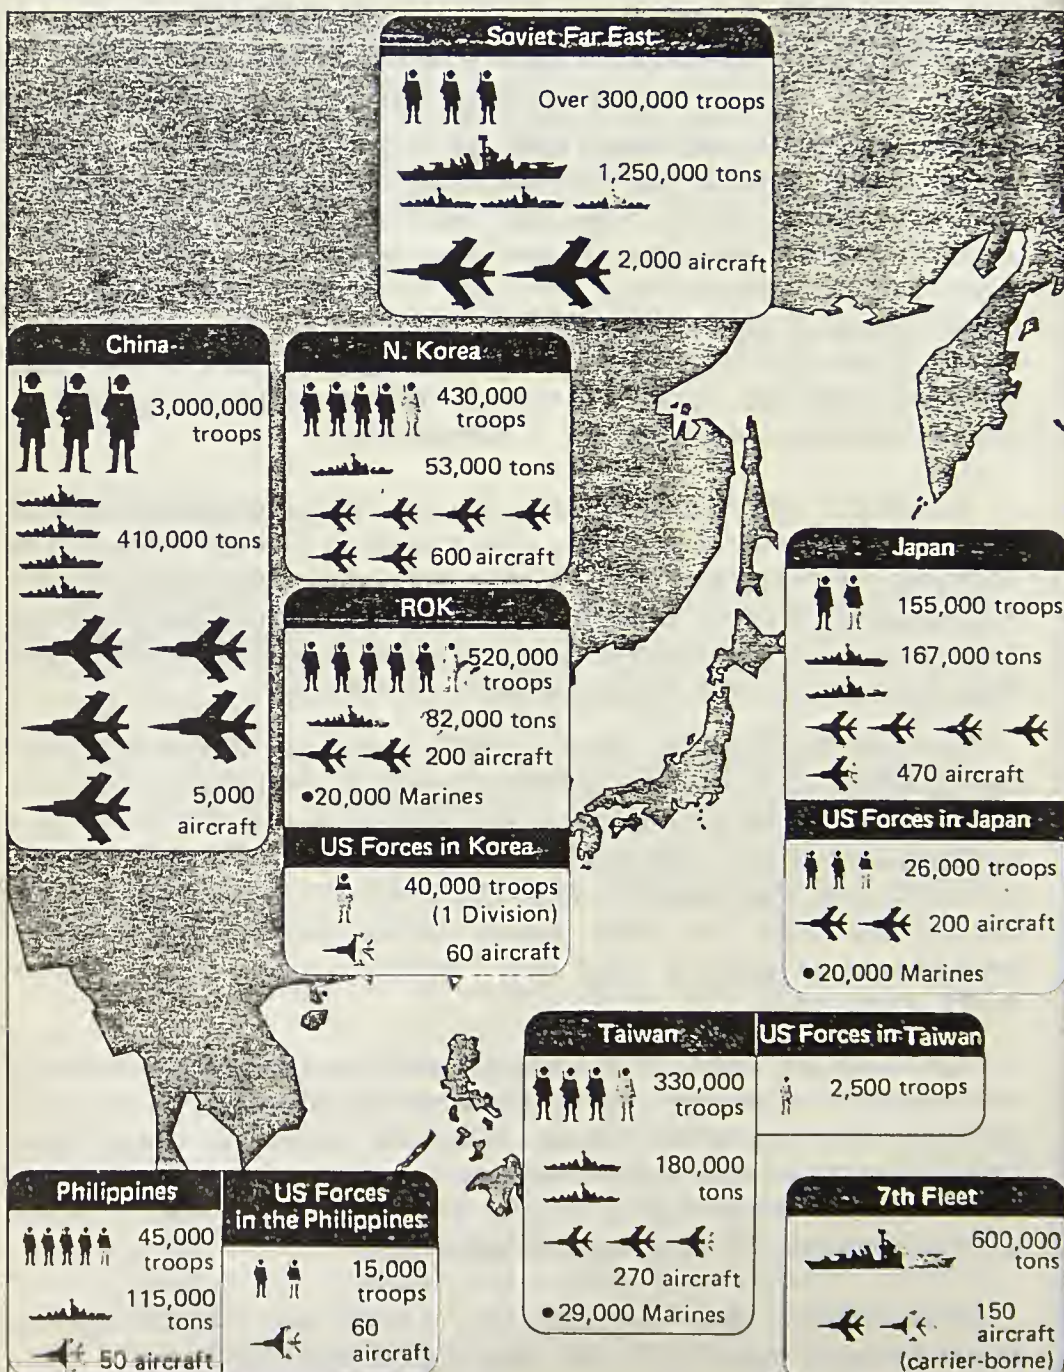 Soviet Far East
Over 300,000 troops
1,250,000 tons
2,000 aircraft
China
3,000,000
troops
410,000 tons
5,000
aircraft
N. Korea
430,000
troops
53,000 tons
600 aircraft
ROK
520,000
troops
82,000 tons
200 aircraft
●20,000 Marines
US Forces in Korea
40,000 troops
(1 Division)
60 aircraft
Japan
155,000 troops
167,000 tons
470 aircraft
US Forces in Japan
26,000 troops
200 aircraft
●20,000 Marines
Taiwan
330,000
troops
180,000
tons
270 aircraft
●29,000 Marines
US Forces in Taiwan
2,500 troops
Philippines
45,000
troops
115,000
tons
50 aircraft
US Forces
in the Philippines
15,000
troops
60
aircraft
7th Fleet
600,000
tons
150
aircraft
(carrier-borne)